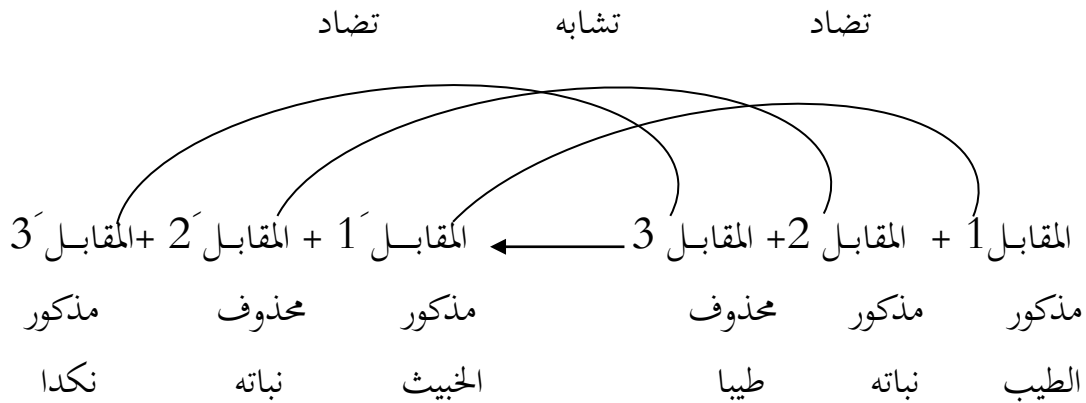 تضاد تشابه تضاد
المقابل1 + المقابل 2+ المقابل 3 المقابل َ1 + المقابل َ2 +المقابل َ3
مذكور مذكور محذوف مذكور محذوف مذكور
الطيب نباته طيبا الخبيث نباته نكدا